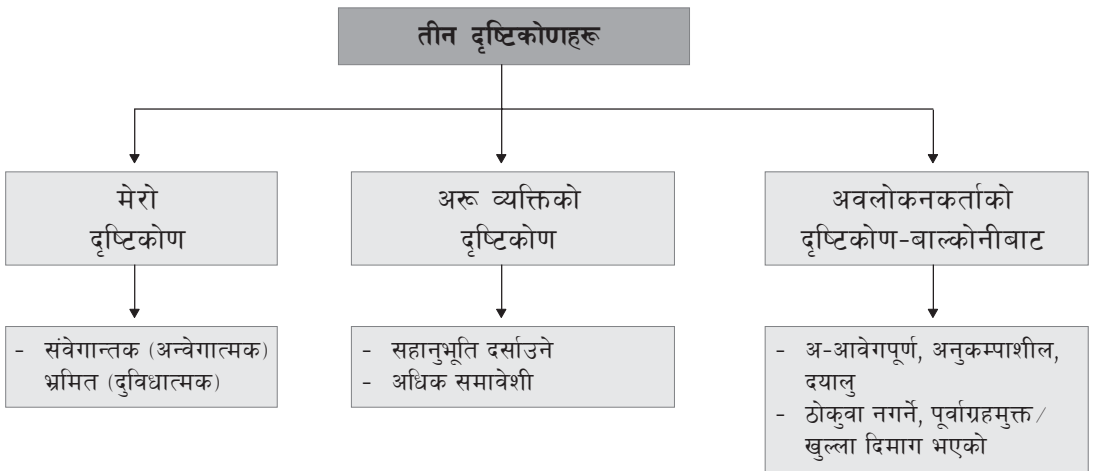 तीन दृष्टिकोणहरू
मेरो
दृष्टिकोण
अरू व्यक्तिको
दृष्टिकोण
अवलोकनकर्ताको
दृष्टिकोण-बाल्कोनीबाट
- संवेगान्तक (अन्वेगात्मक)
भ्रमित (दुविधात्मक)
- सहानुभूति दर्साउने
- अधिक समावेशी
- अ-आवेगपूर्ण, अनुकम्पाशील,
दयालु
- ठोकुवा नगर्ने, पूर्वाग्रहमुक्त/
खुल्ला दिमाग भएको